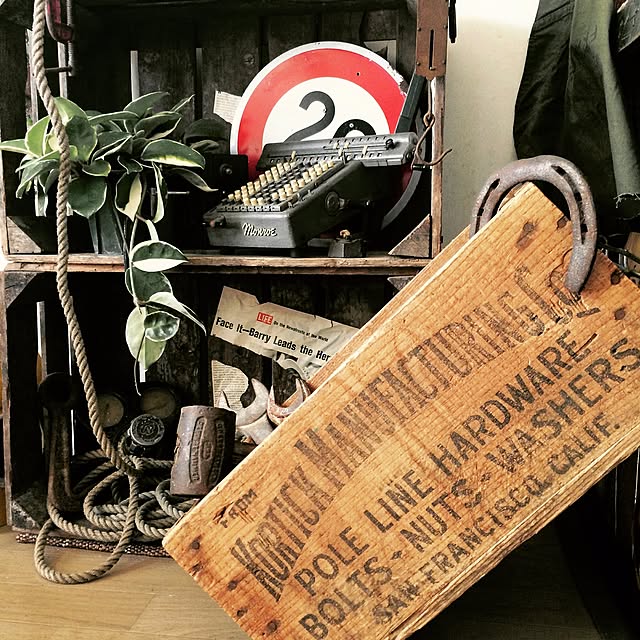 20
Monroe
LIFE
Face It—Barry Leads the Her
FROM
KORTICK MANUFACTURING CO.
POLE LINE HARDWARE
BOLTS-NUTS-WASHERS
SAN FRANCISCO, CALIF.